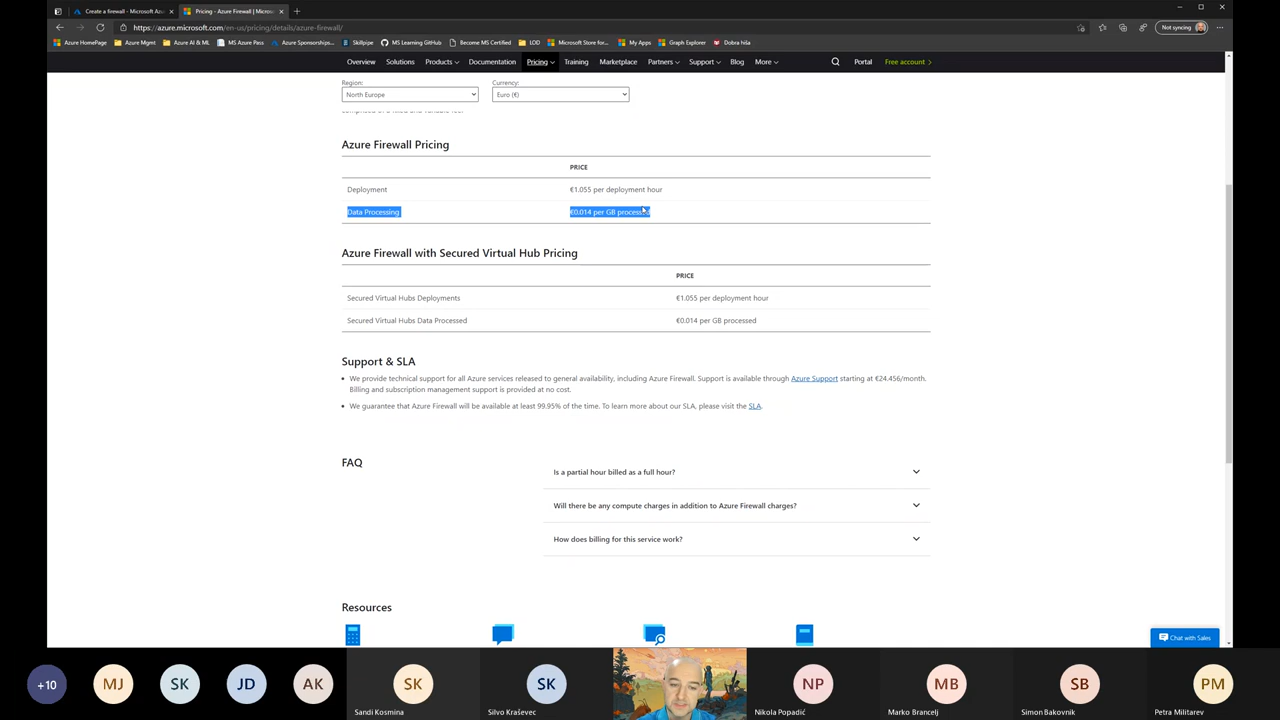 Create a firewall - Microsoft Az
Pricing - Azure Firewall | Micros
https://azure.microsoft.com/en-us/pricing/details/azure-firewall/
Not syncing
Azure HomePage
Azure Mgmt
Azure AI & ML
MS Azure Pass
Azure Sponsorships...
Skillpipe
MS Learning GitHub
Become MS Certified
LOD
Microsoft Store for...
My Apps
Graph Explorer
Dobra hiša
Overview
Solutions
Products
Documentation
Pricing
Training
Marketplace
Partners
Support
Blog
More
Portal
Free account
Region:
Currency:
North Europe
Euro (€)
Azure Firewall Pricing
PRICE
Deployment
€1.055 per deployment hour
Data Processing
€0.014 per GB processed
Azure Firewall with Secured Virtual Hub Pricing
PRICE
Secured Virtual Hubs Deployments
€1.055 per deployment hour
Secured Virtual Hubs Data Processed
€0.014 per GB processed
Support & SLA
We provide technical support for all Azure services released to general availability, including Azure Firewall. Support is available through Azure Support starting at €24.456/month.
Billing and subscription management support is provided at no cost.
We guarantee that Azure Firewall will be available at least 99.95% of the time. To learn more about our SLA, please visit the SLA.
FAQ
Is a partial hour billed as a full hour?
Will there be any compute charges in addition to Azure Firewall charges?
How does billing for this service work?
Resources
Chat with Sales
+10
MJ
SK
JD
AK
SK
SK
NP
MB
SB
PM
Sandi Kosmina
Silvo Kraševec
Nikola Popadić
Marko Brancelj
Simon Bakovnik
Petra Militarev